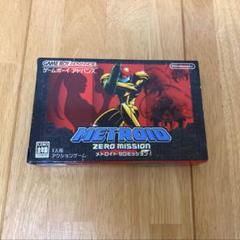 GAME BOY ADVANCE
ゲームボーイアドバンス
METROID
ZERO MISSION
メトロイド ゼロミッション
1人用
アクションゲーム